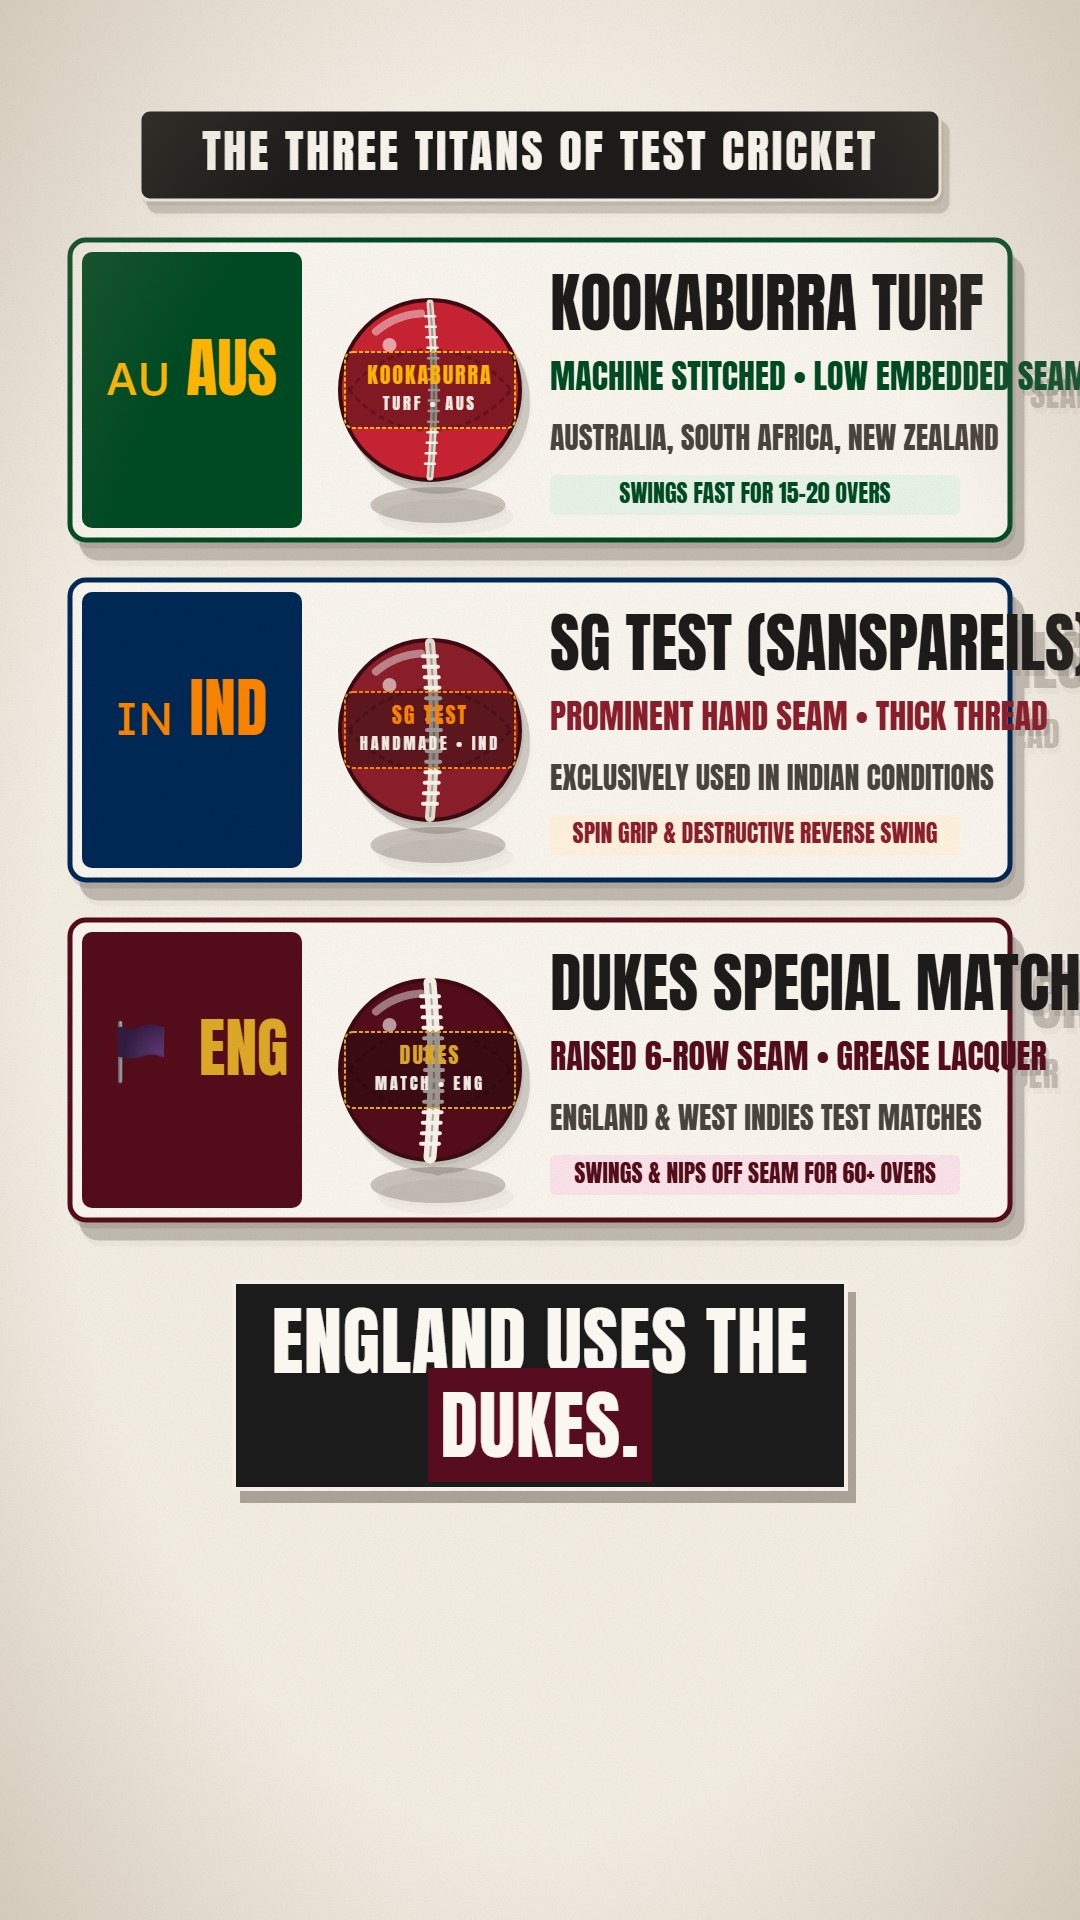 THE THREE TITANS OF TEST CRICKET
AU AUS
KOOKABURRA
TURF • AUS
KOOKABURRA TURF
MACHINE STITCHED • LOW EMBEDDED SEAM
AUSTRALIA, SOUTH AFRICA, NEW ZEALAND
SWINGS FAST FOR 15-20 OVERS
IN IND
SG TEST
HANDMADE • IND
SG TEST (SANSPAREILS)
PROMINENT HAND SEAM • THICK THREAD
EXCLUSIVELY USED IN INDIAN CONDITIONS
SPIN GRIP & DESTRUCTIVE REVERSE SWING
ENG
DUKES
MATCH • ENG
DUKES SPECIAL MATCH
RAISED 6-ROW SEAM • GREASE LACQUER
ENGLAND & WEST INDIES TEST MATCHES
SWINGS & NIPS OFF SEAM FOR 60+ OVERS
ENGLAND USES THE
DUKES.